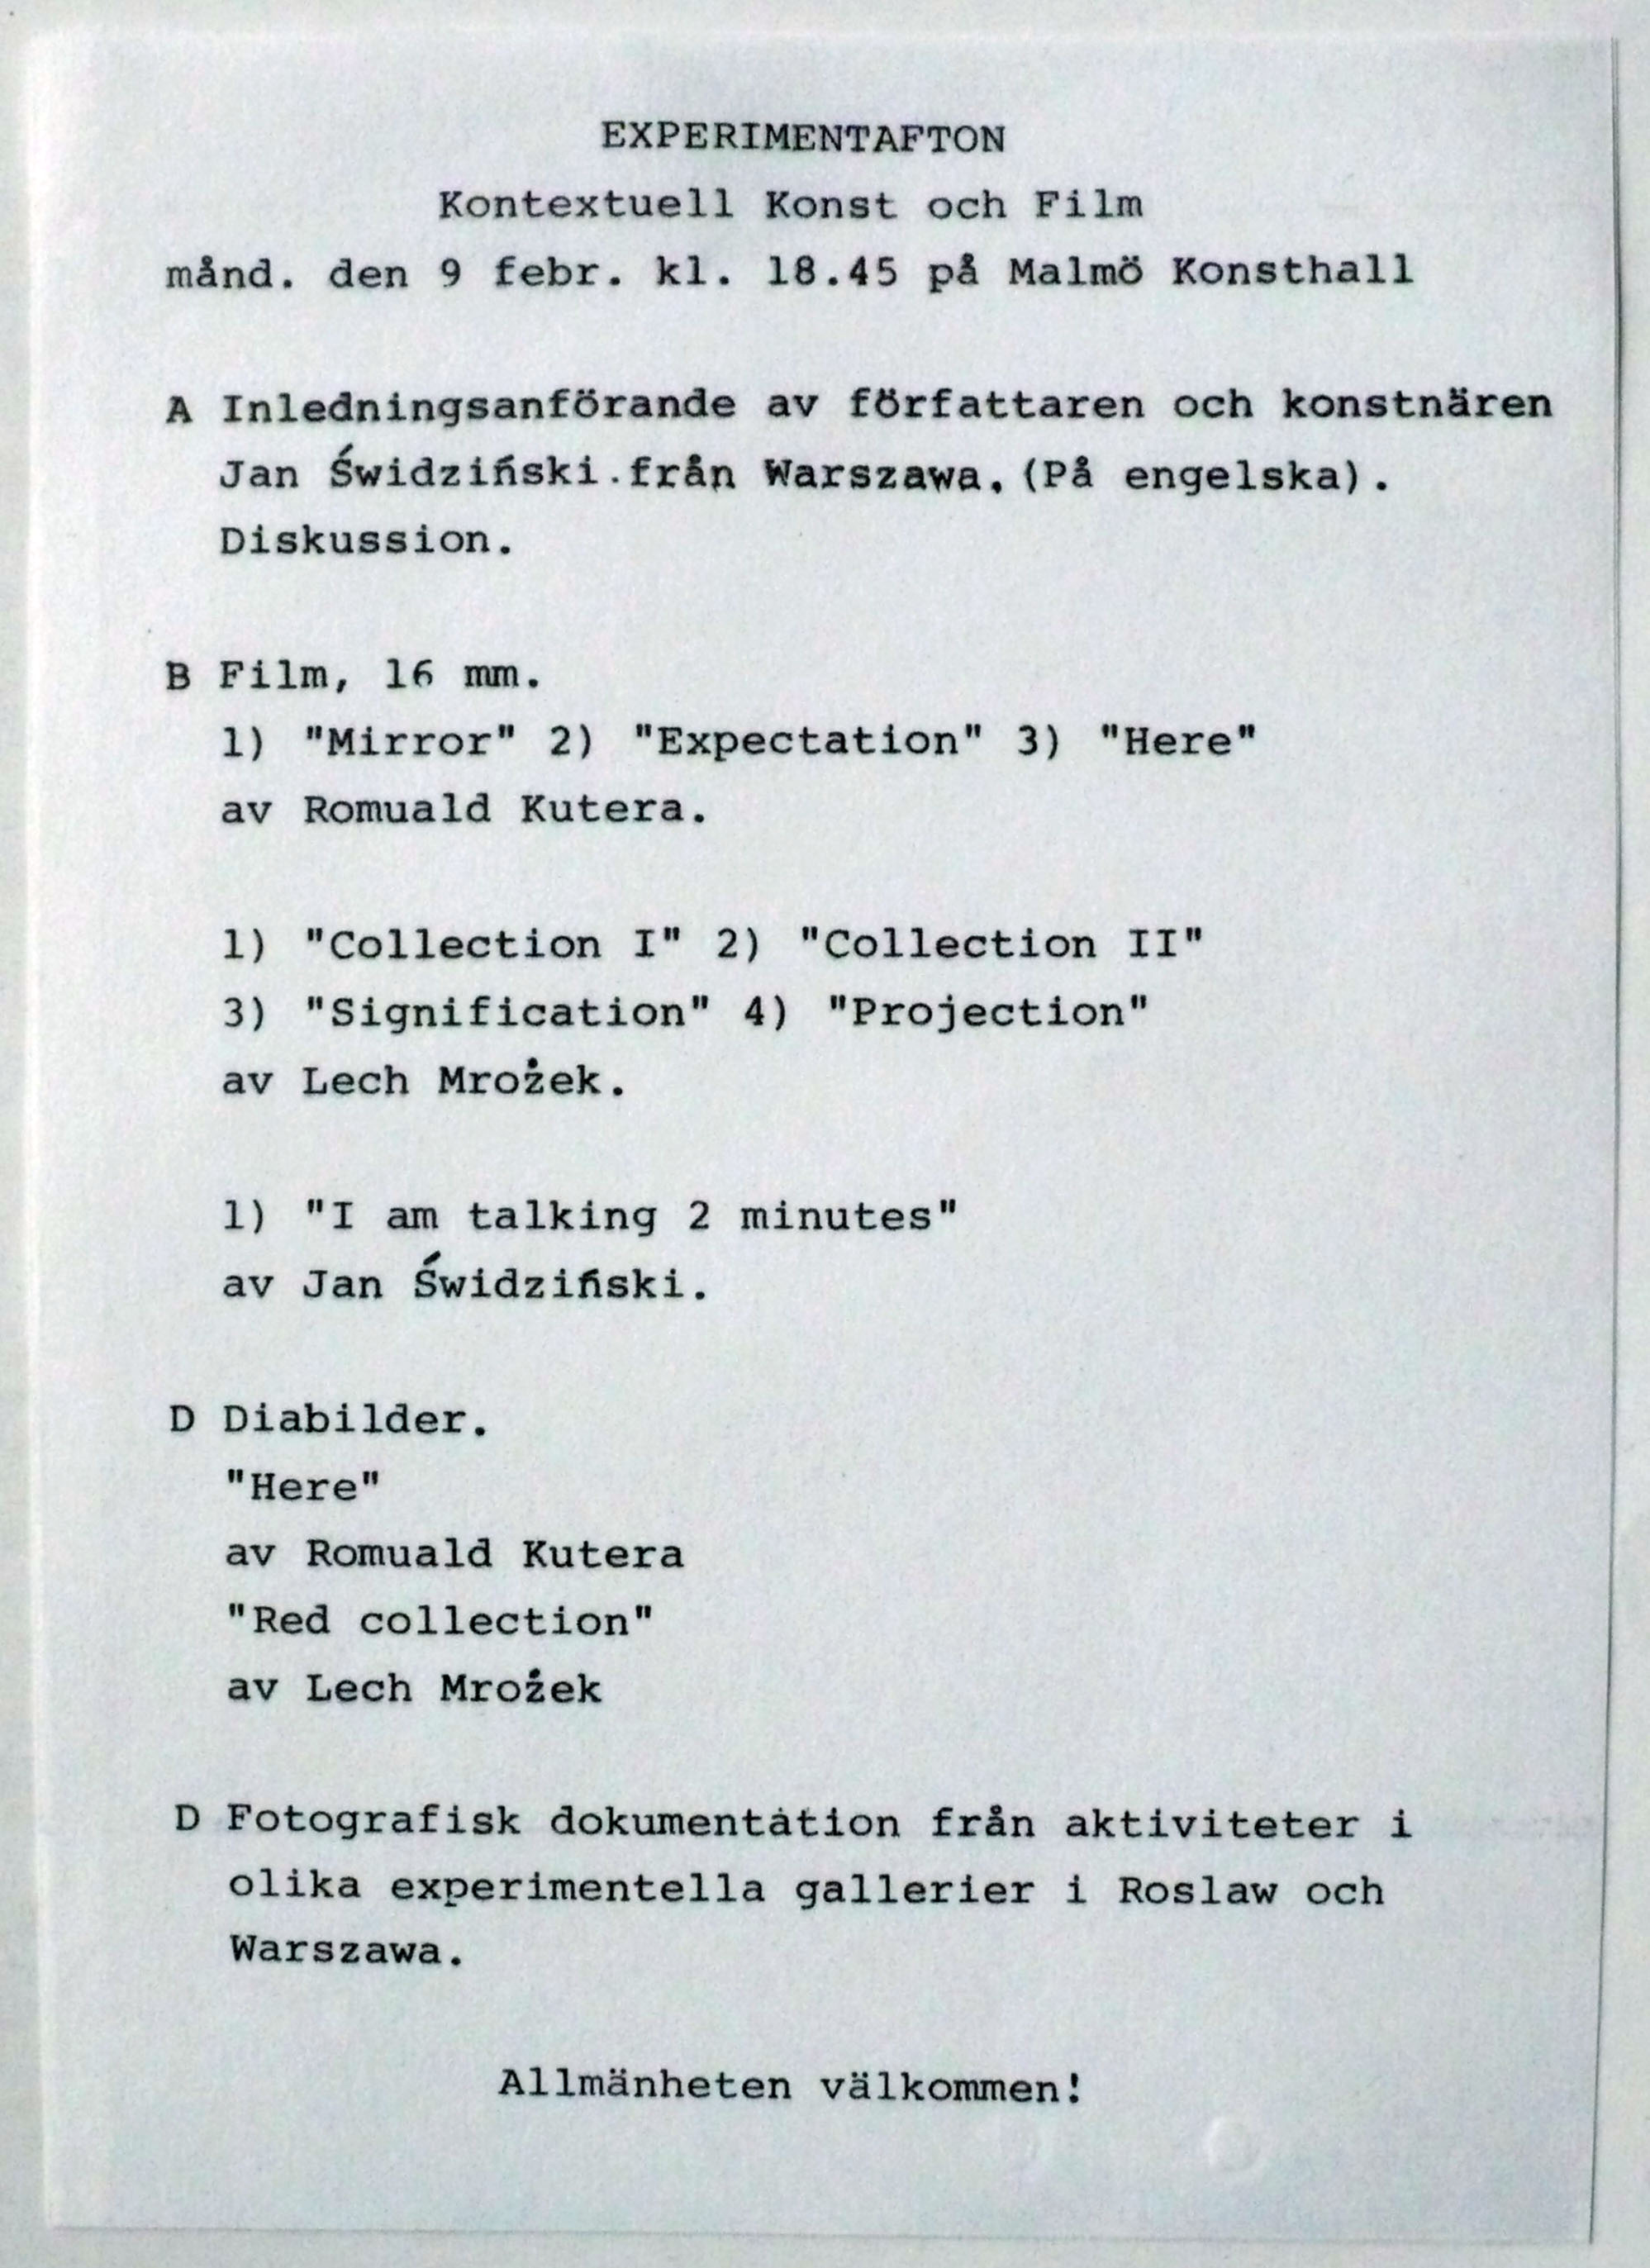 EXPERIMENTAFTON
Kontextuell Konst och Film
månd. den 9 febr. kl. 18.45 på Malmö Konsthall
A Inledningsanförande av författaren och konstnären
Jan Świdziński.från Warszawa.(På engelska).
Diskussion.
B Film, 16 mm.
1) "Mirror" 2) "Expectation" 3) "Here"
av Romuald Kutera.
1) "Collection I" 2) "Collection II"
3) "Signification" 4) "Projection"
av Lech Mrożek.
1) "I am talking 2 minutes"
av Jan Świdziński.
D Diabilder.
"Here"
av Romuald Kutera
"Red collection"
av Lech Mrożek
D Fotografisk dokumentation från aktiviteter i
olika experimentella gallerier i Roslaw och
Warszawa.
Allmänheten välkommen!